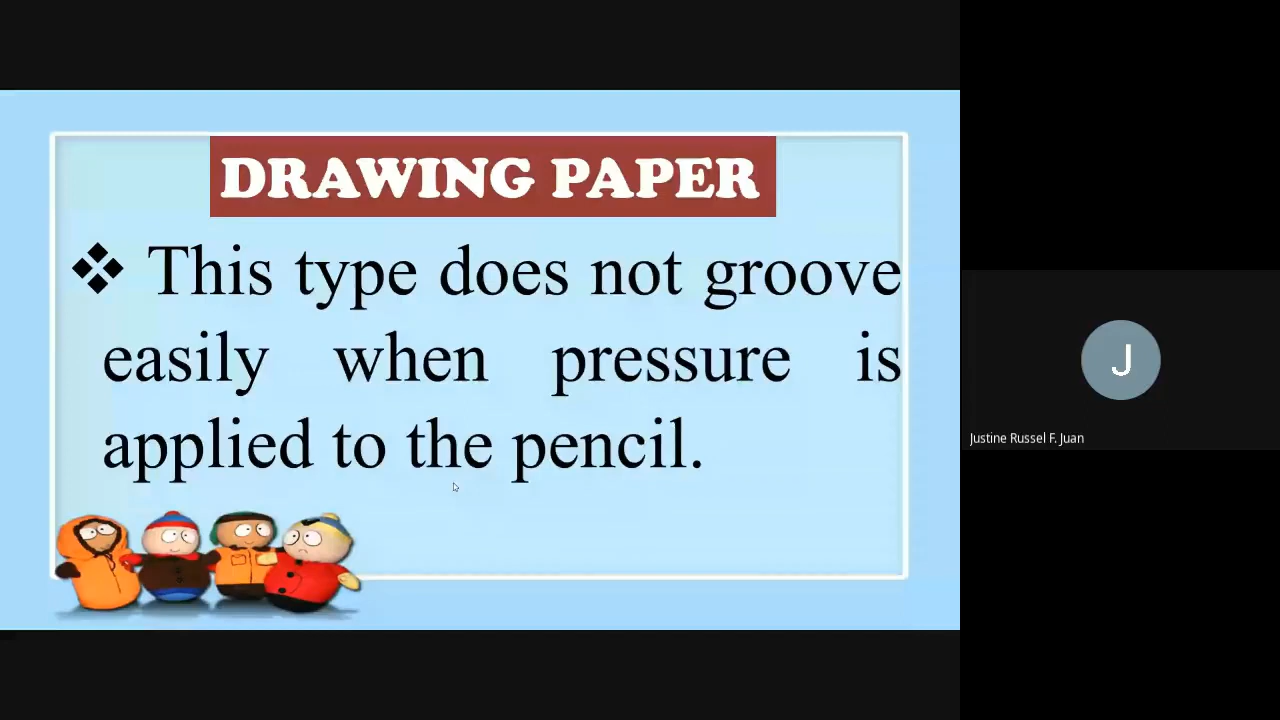 DRAWING PAPER
❖ This type does not groove
easily when pressure is
applied to the pencil.
J
Justine Russel F. Juan